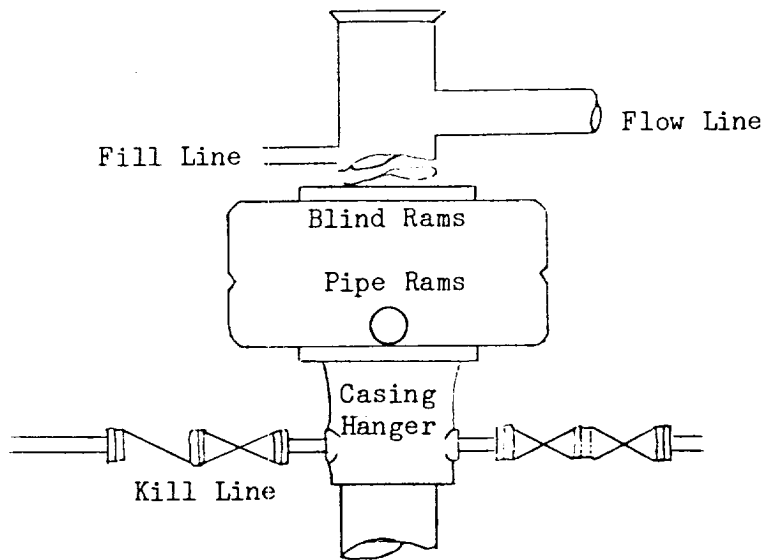 Flow Line
Fill Line
Blind Rams
Pipe Rams
Casing
Hanger
Kill Line